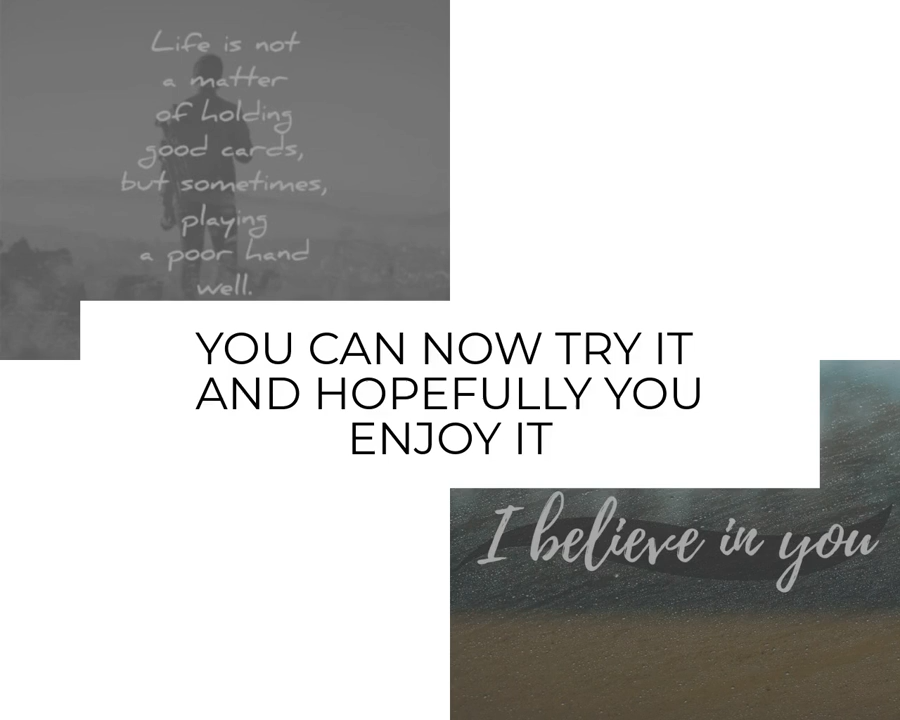 Life is not
a matter
of holding
good cards,
but sometimes,
playing
a poor hand
well.
YOU CAN NOW TRY IT
AND HOPEFULLY YOU
ENJOY IT
I believe in you